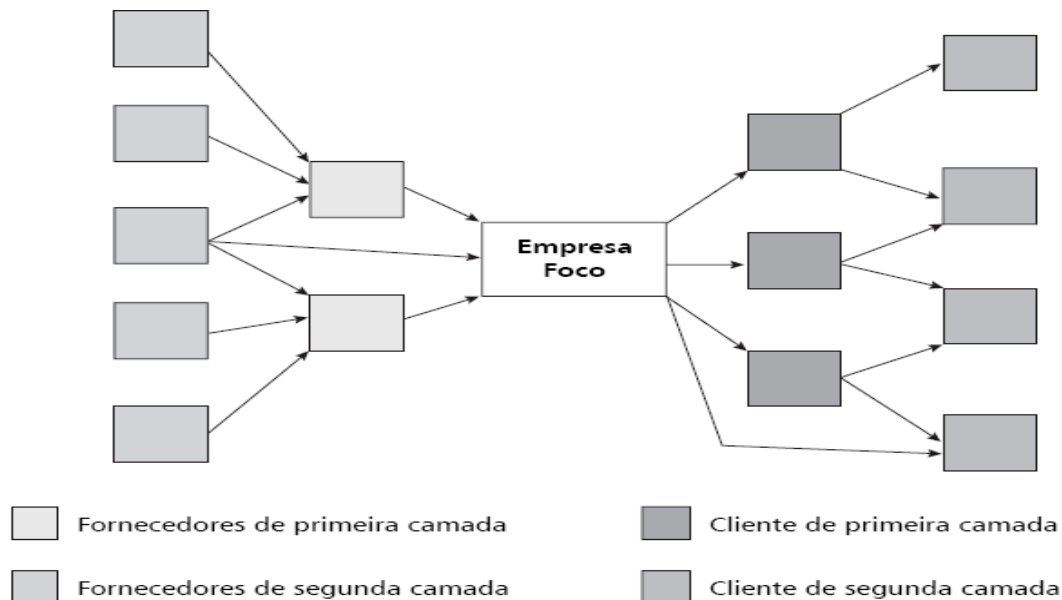 Empresa
Foco
Fornecedores de primeira camada
Cliente de primeira camada
Fornecedores de segunda camada
Cliente de segunda camada